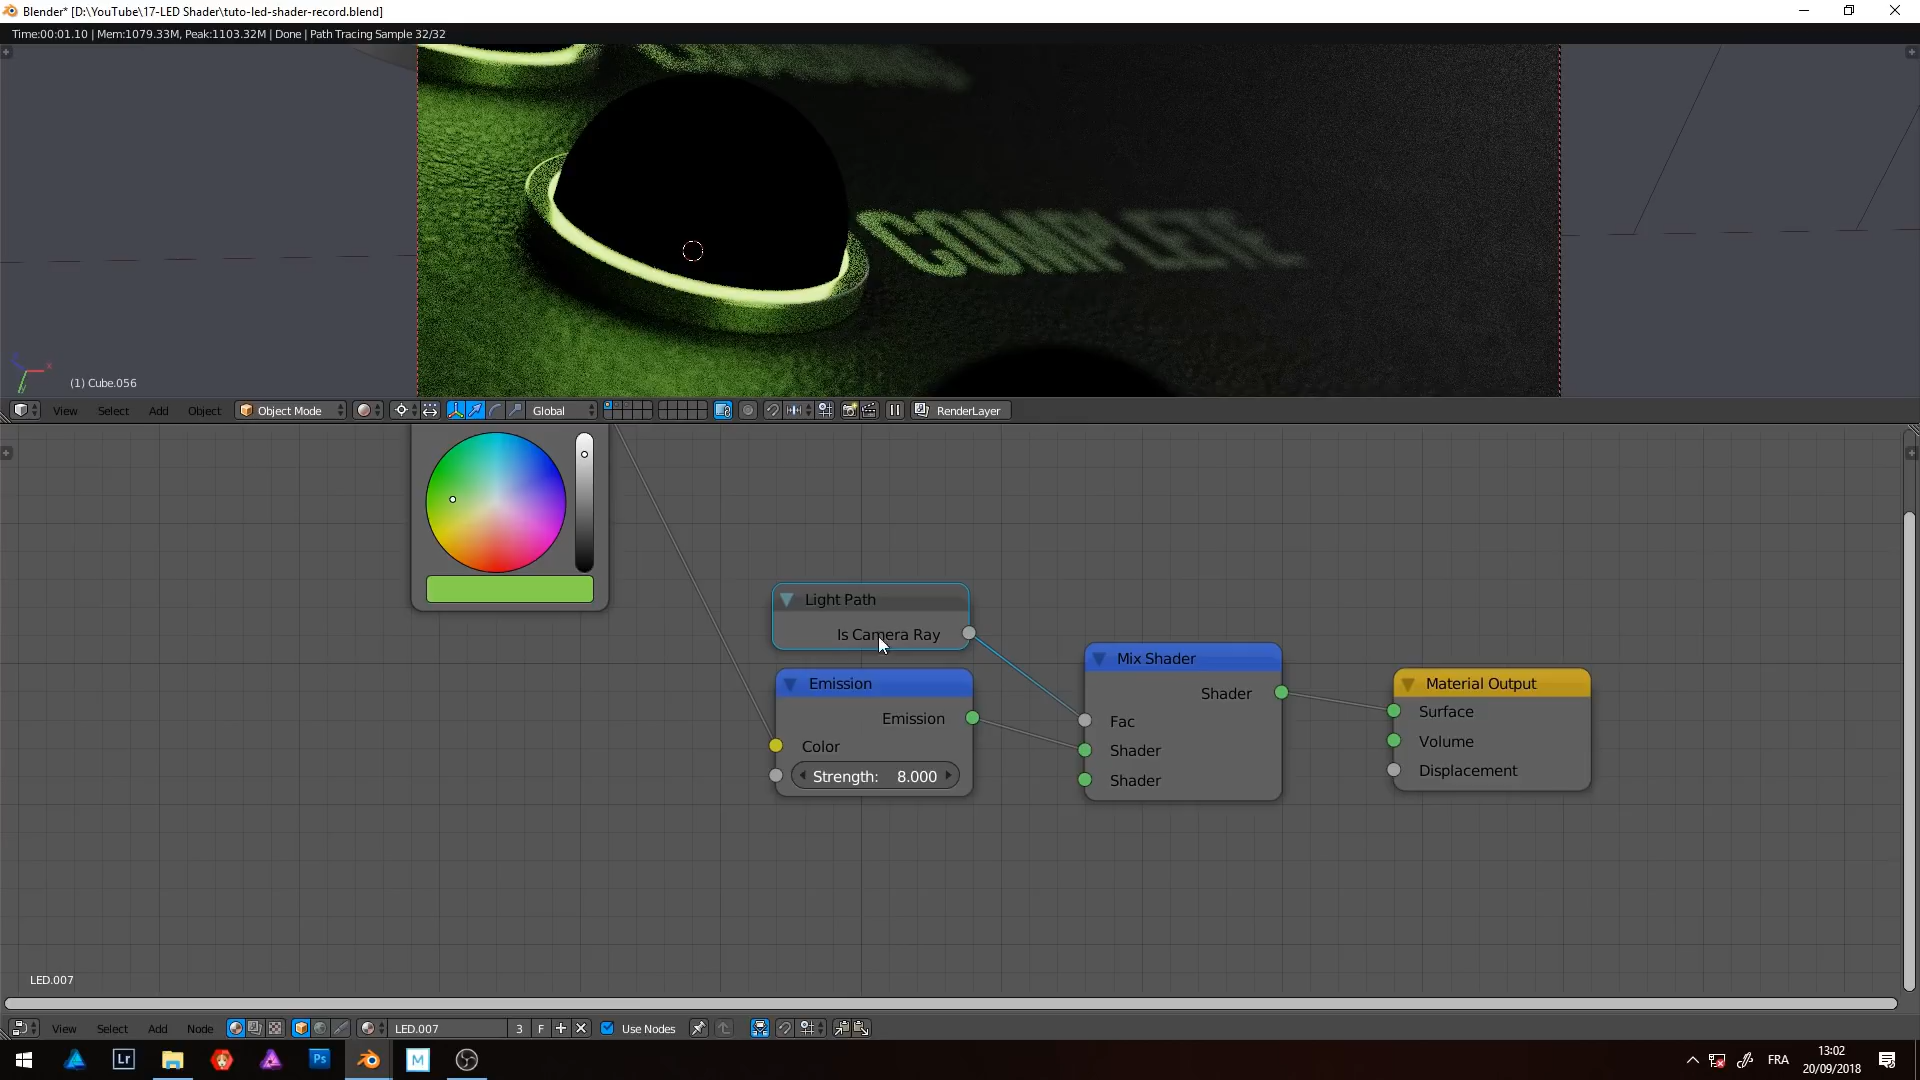 Blender* [D:\YouTube\17-LED Shader\tuto-led-shader-record.blend]
Time:00:01.10 | Mem:1079.33M, Peak:1103.32M | Done | Path Tracing Sample 32/32
COMPLETE
(1) Cube.056
View Select Add Object Object Mode Global RenderLayer
Light Path
Is Camera Ray
Emission
Emission
Color
Strength: 8.000
Mix Shader
Shader
Fac
Shader
Shader
Material Output
Surface
Volume
Displacement
LED.007
View Select Add Node LED.007 3 F Use Nodes
Lr Ps M FRA 13:02
20/09/2018